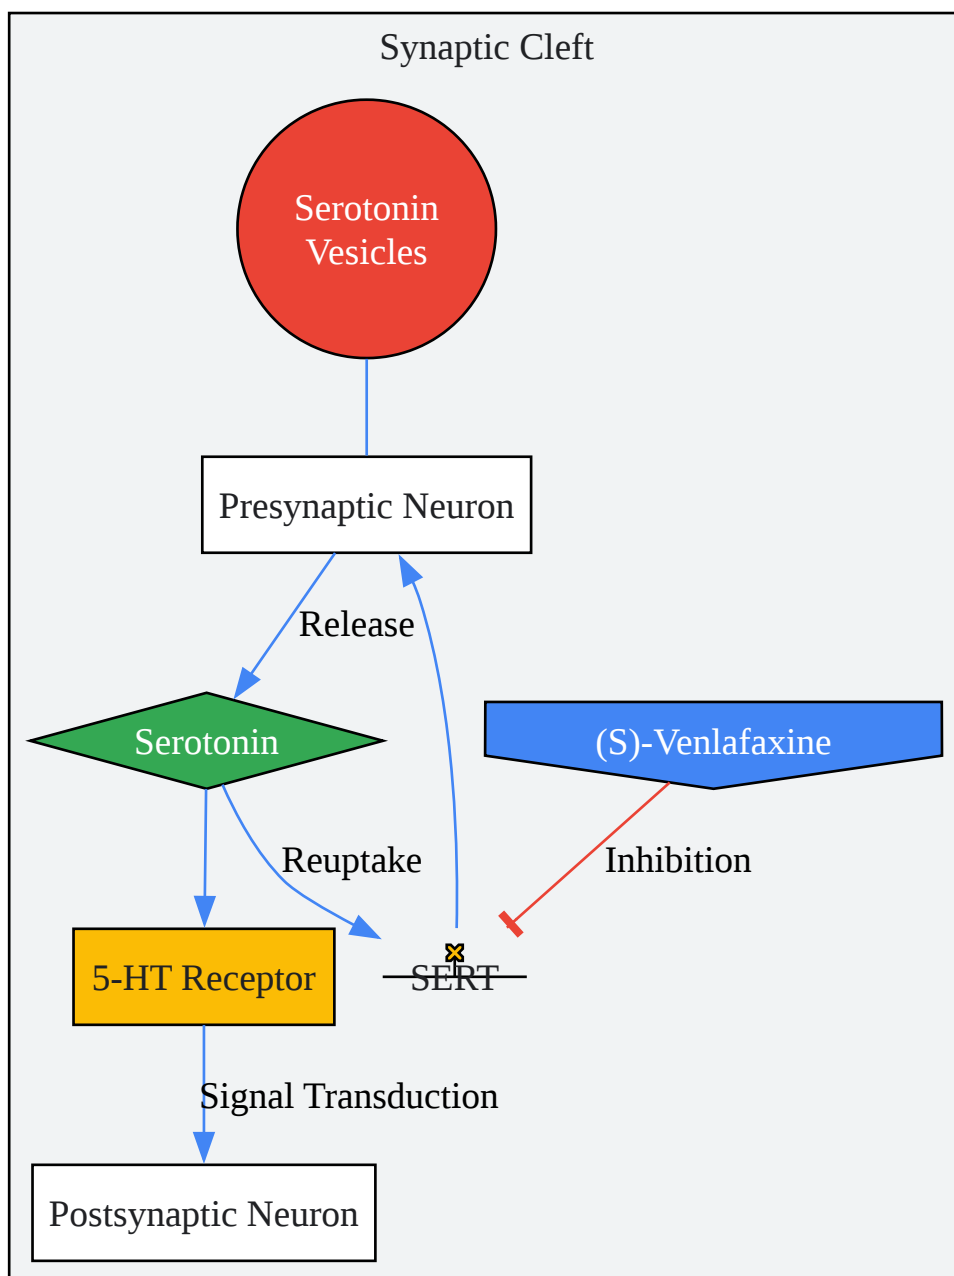 Synaptic Cleft
Serotonin
Vesicles
Presynaptic Neuron
Release
Serotonin
(S)-Venlafaxine
Reuptake
Inhibition
5-HT Receptor
SERT
Signal Transduction
Postsynaptic Neuron